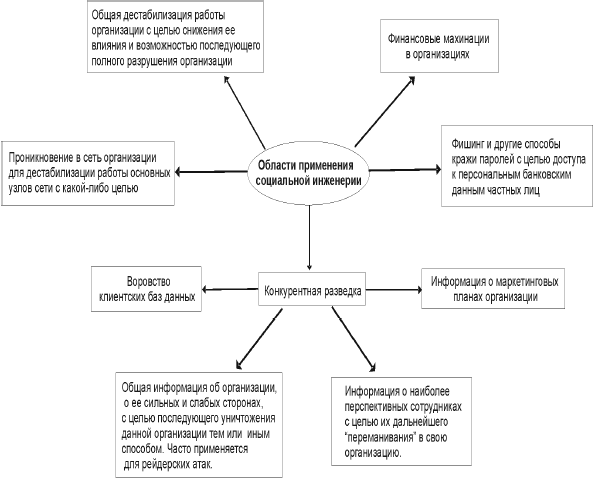 Общая дестабилизация работы
организации с целью снижения ее
влияния и возможностью последующего
полного разрушения организации
Финансовые махинации
в организациях
Проникновение в сеть организации
для дестабилизации работы основных
узлов сети с какой-либо целью
Области применения
социальной инженерии
Фишинг и другие способы
кражи паролей с целью доступа
к персональным банковским
данным частных лиц
Воровство
клиентских баз данных
Конкурентная разведка
Информация о маркетинговых
планах организации
Общая информация об организации,
о ее сильных и слабых сторонах,
с целью последующего уничтожения
данной организации тем или иным
способом. Часто применяется
для рейдерских атак.
Информация о наиболее
перспективных сотрудниках
с целью их дальнейшего
“переманивания” в свою
организацию.